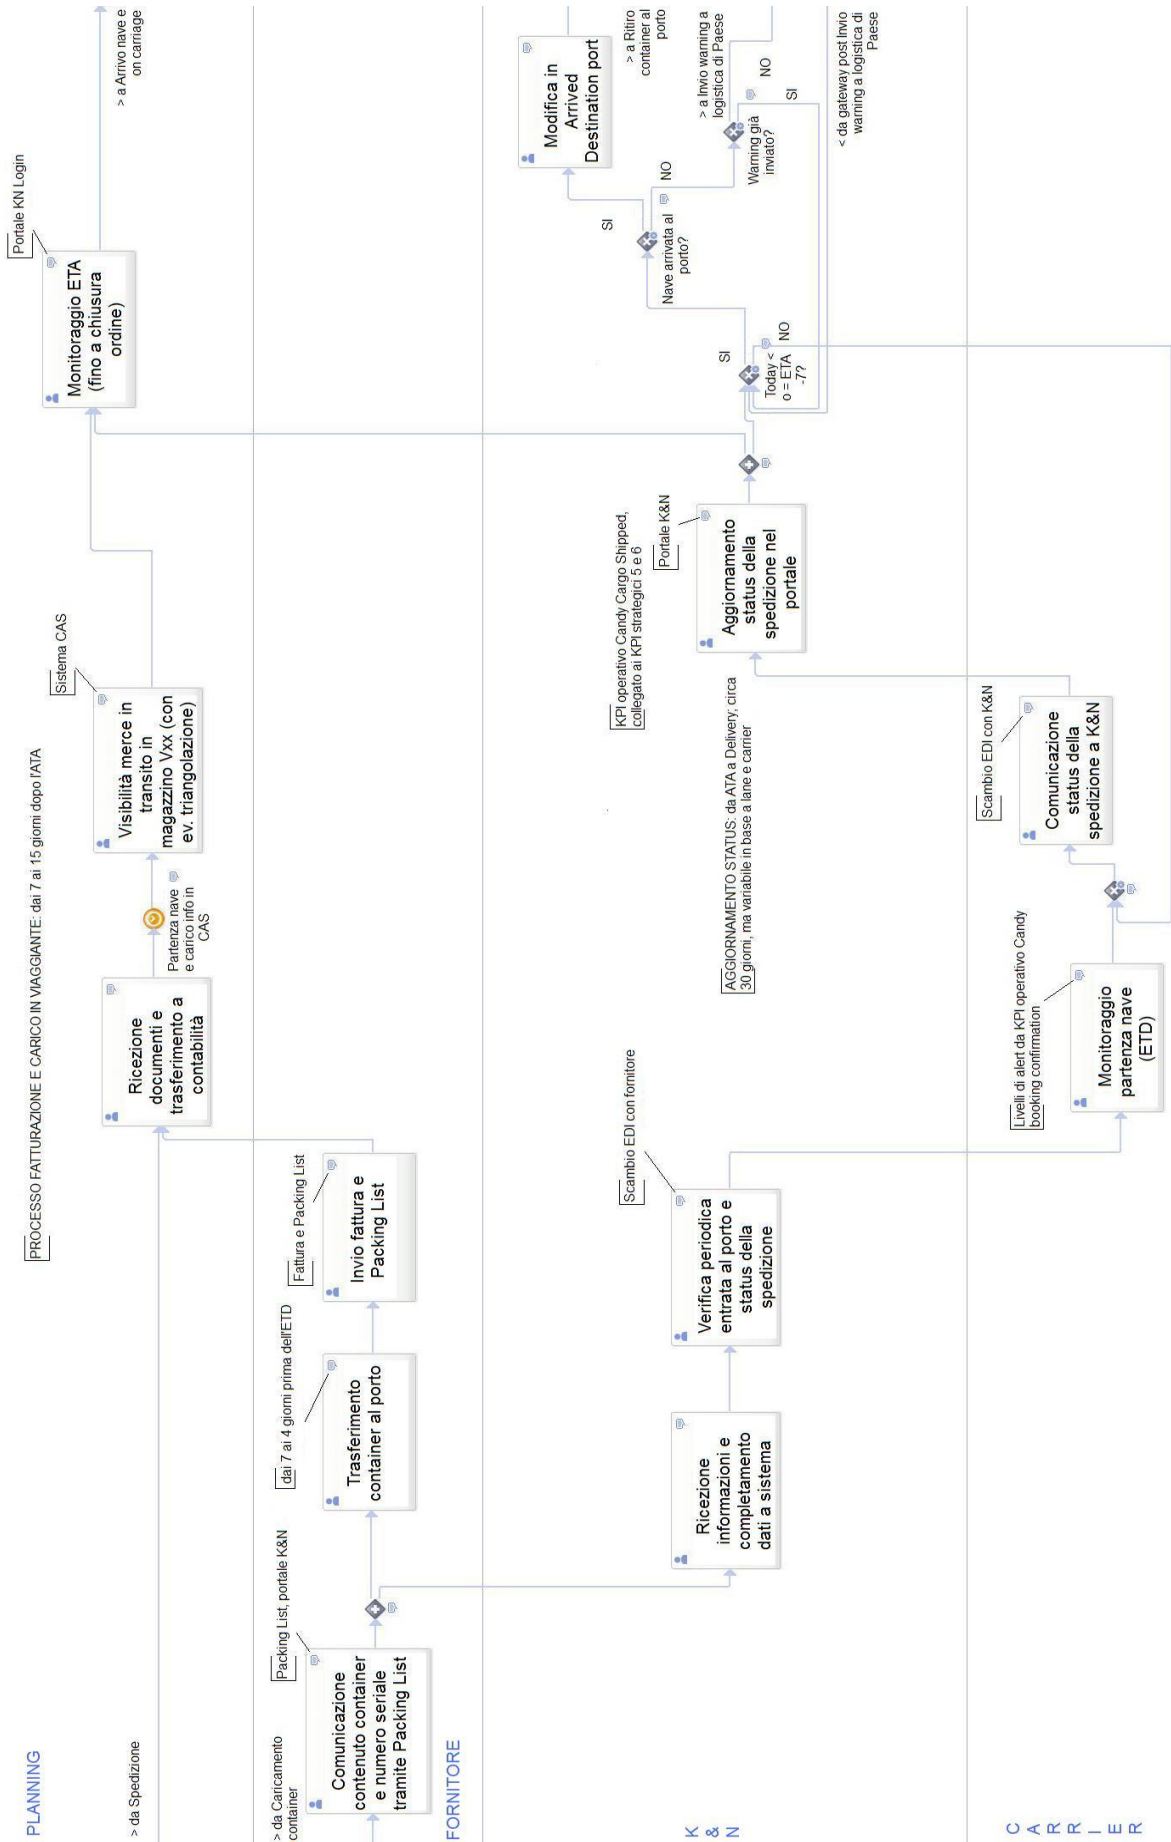 PLANNING
PROCESSO FATTURAZIONE E CARICO IN VIAGGIANTE: dai 7 ai 15 giorni dopo l'ATA
> da Spedizione
Ricezione
documenti e
trasferimento a
contabilità
Partenza nave
e carico info in
CAS
Sistema CAS
Visibilità merce in
transito in
magazzino Vxx (con
ev. triangolazione)
Portale KN Login
Monitoraggio ETA
(fino a chiusura
ordine)
> a Arrivo nave e
on carriage
FORNITORE
> da Caricamento
container
Packing List, portale K&N
Comunicazione
contenuto container
e numero seriale
tramite Packing List
dai 7 ai 4 giorni prima dell'ETD
Trasferimento
container al porto
Fattura e Packing List
Invio fattura e
Packing List
K
&
N
Ricezione
informazioni e
completamento
dati a sistema
Scambio EDI con fornitore
Verifica periodica
entrata al porto e
status della
spedizione
AGGIORNAMENTO STATUS: da ATA a Delivery; circa
30 giorni, ma variabile in base a lane e carrier
KPI operativo Candy Cargo Shipped,
collegato ai KPI strategici 5 e 6
Portale K&N
Aggiornamento
status della
spedizione nel
portale
Today <
o = ETA
-7?
SI
NO
Nave arrivata al
porto?
SI
NO
Modifica in
Arrived
Destination port
> a Ritiro
container al
porto
Warning già
inviato?
> a Invio warning a
logistica di Paese
NO
SI
< da gateway post Invio
warning a logistica di
Paese
C
A
R
R
I
E
R
Livelli di alert da KPI operativo Candy
booking confirmation
Monitoraggio
partenza nave
(ETD)
Scambio EDI con K&N
Comunicazione
status della
spedizione a K&N